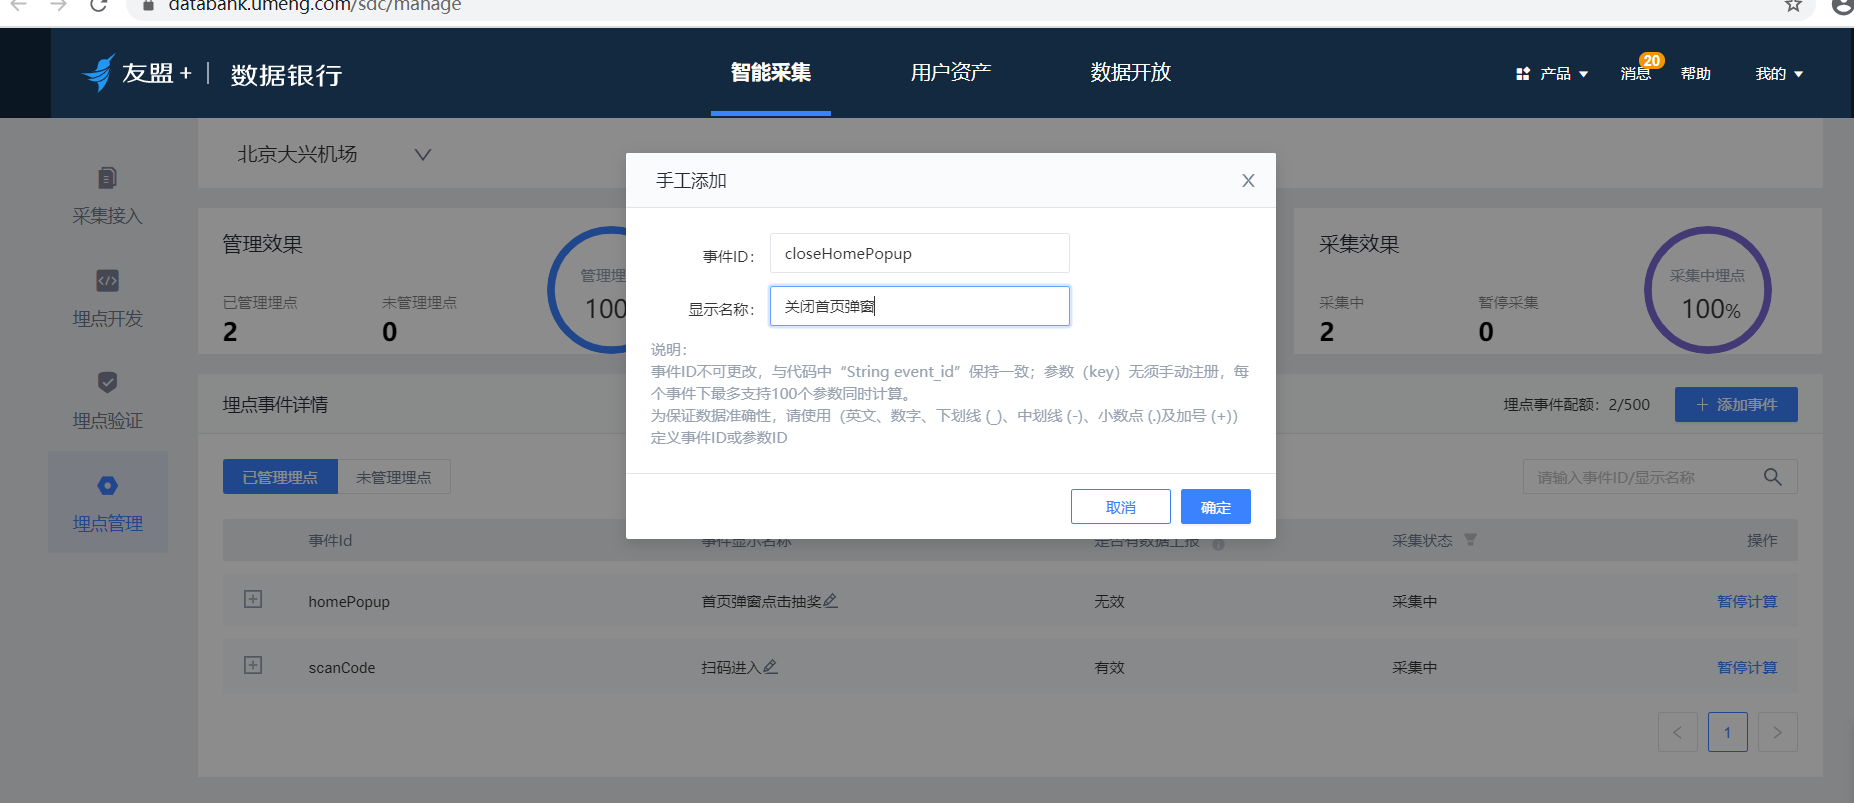 databank.umeng.com/sdc/manage
友盟+ | 数据银行
智能采集
用户资产
数据开放
产品
消息
20
帮助
我的
采集接入
埋点开发
埋点验证
埋点管理
北京大兴机场
管理效果
已管理埋点
2
未管理埋点
0
管理埋
100
手工添加
X
事件ID：
closeHomePopup
显示名称：
关闭首页弹窗
说明：
事件ID不可更改，与代码中“String event_id”保持一致；参数（key）无须手动注册，每
个事件下最多支持100个参数同时计算。
为保证数据准确性，请使用（英文、数字、下划线 (_)、中划线 (-)、小数点 (.)及加号 (+)）
定义事件ID或参数ID
取消
确定
采集效果
采集中
2
暂停采集
0
采集中埋点
100%
埋点事件详情
埋点事件配额：2/500
+ 添加事件
已管理埋点
未管理埋点
请输入事件ID/显示名称
事件Id
事件显示名称
是否有数据上报
采集状态
操作
homePopup
首页弹窗点击抽奖
无效
采集中
暂停计算
scanCode
扫码进入
有效
采集中
暂停计算
<
1
>